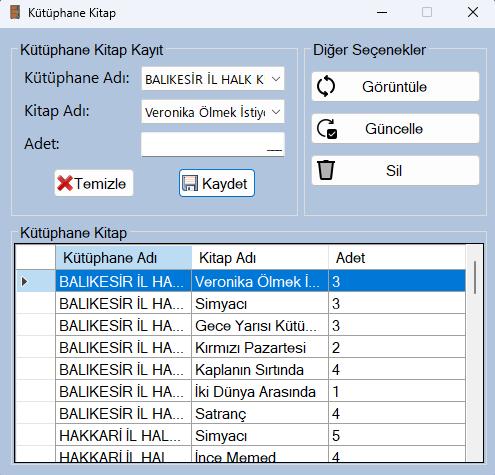 Kütüphane Kitap
Kütüphane Kitap Kayıt
Kütüphane Adı: BALIKESİR İL HALK K
Kitap Adı: Veronika Ölmek İstiy
Adet: __
Temizle Kaydet
Diğer Seçenekler
Görüntüle
Güncelle
Sil
Kütüphane Kitap
Kütüphane Adı Kitap Adı Adet
BALIKESİR İL HA... Veronika Ölmek İ... 3
BALIKESİR İL HA... Simyacı 3
BALIKESİR İL HA... Gece Yarısı Kütü... 3
BALIKESİR İL HA... Kırmızı Pazartesi 2
BALIKESİR İL HA... Kaplanın Sırtında 4
BALIKESİR İL HA... İki Dünya Arasında 1
BALIKESİR İL HA... Satranç 4
HAKKARİ İL HAL... Simyacı 5
HAKKARİ İL HAL... İnce Memed 4